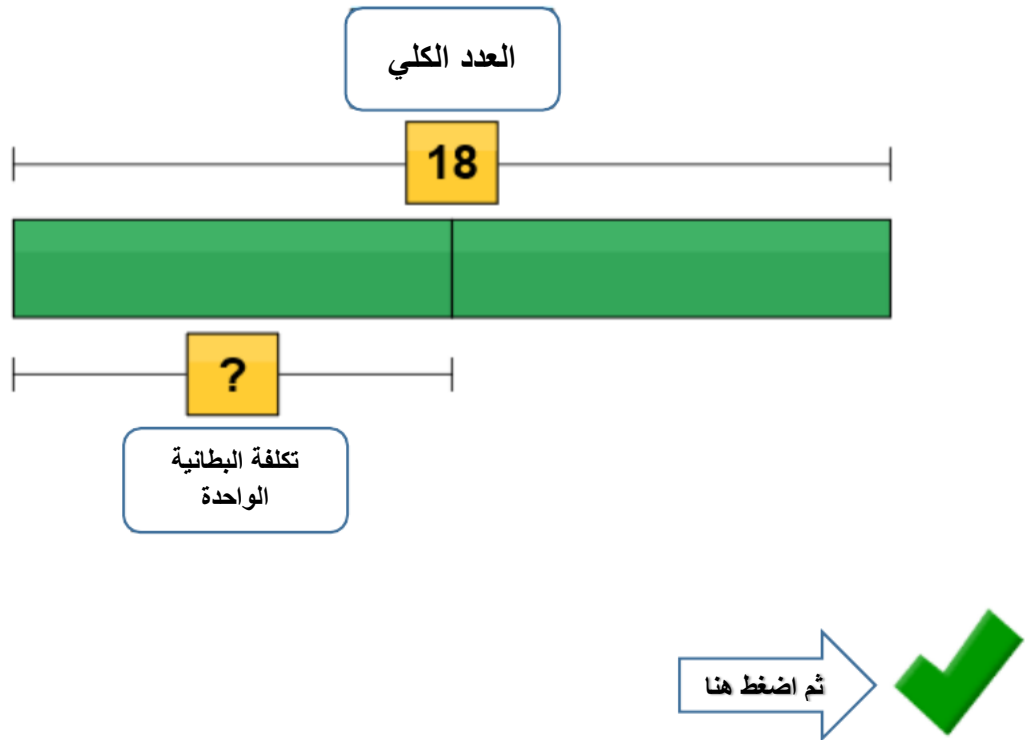 العدد الكلي
18
?
تكلفة البطانية
الواحدة
ثم اضغط هنا